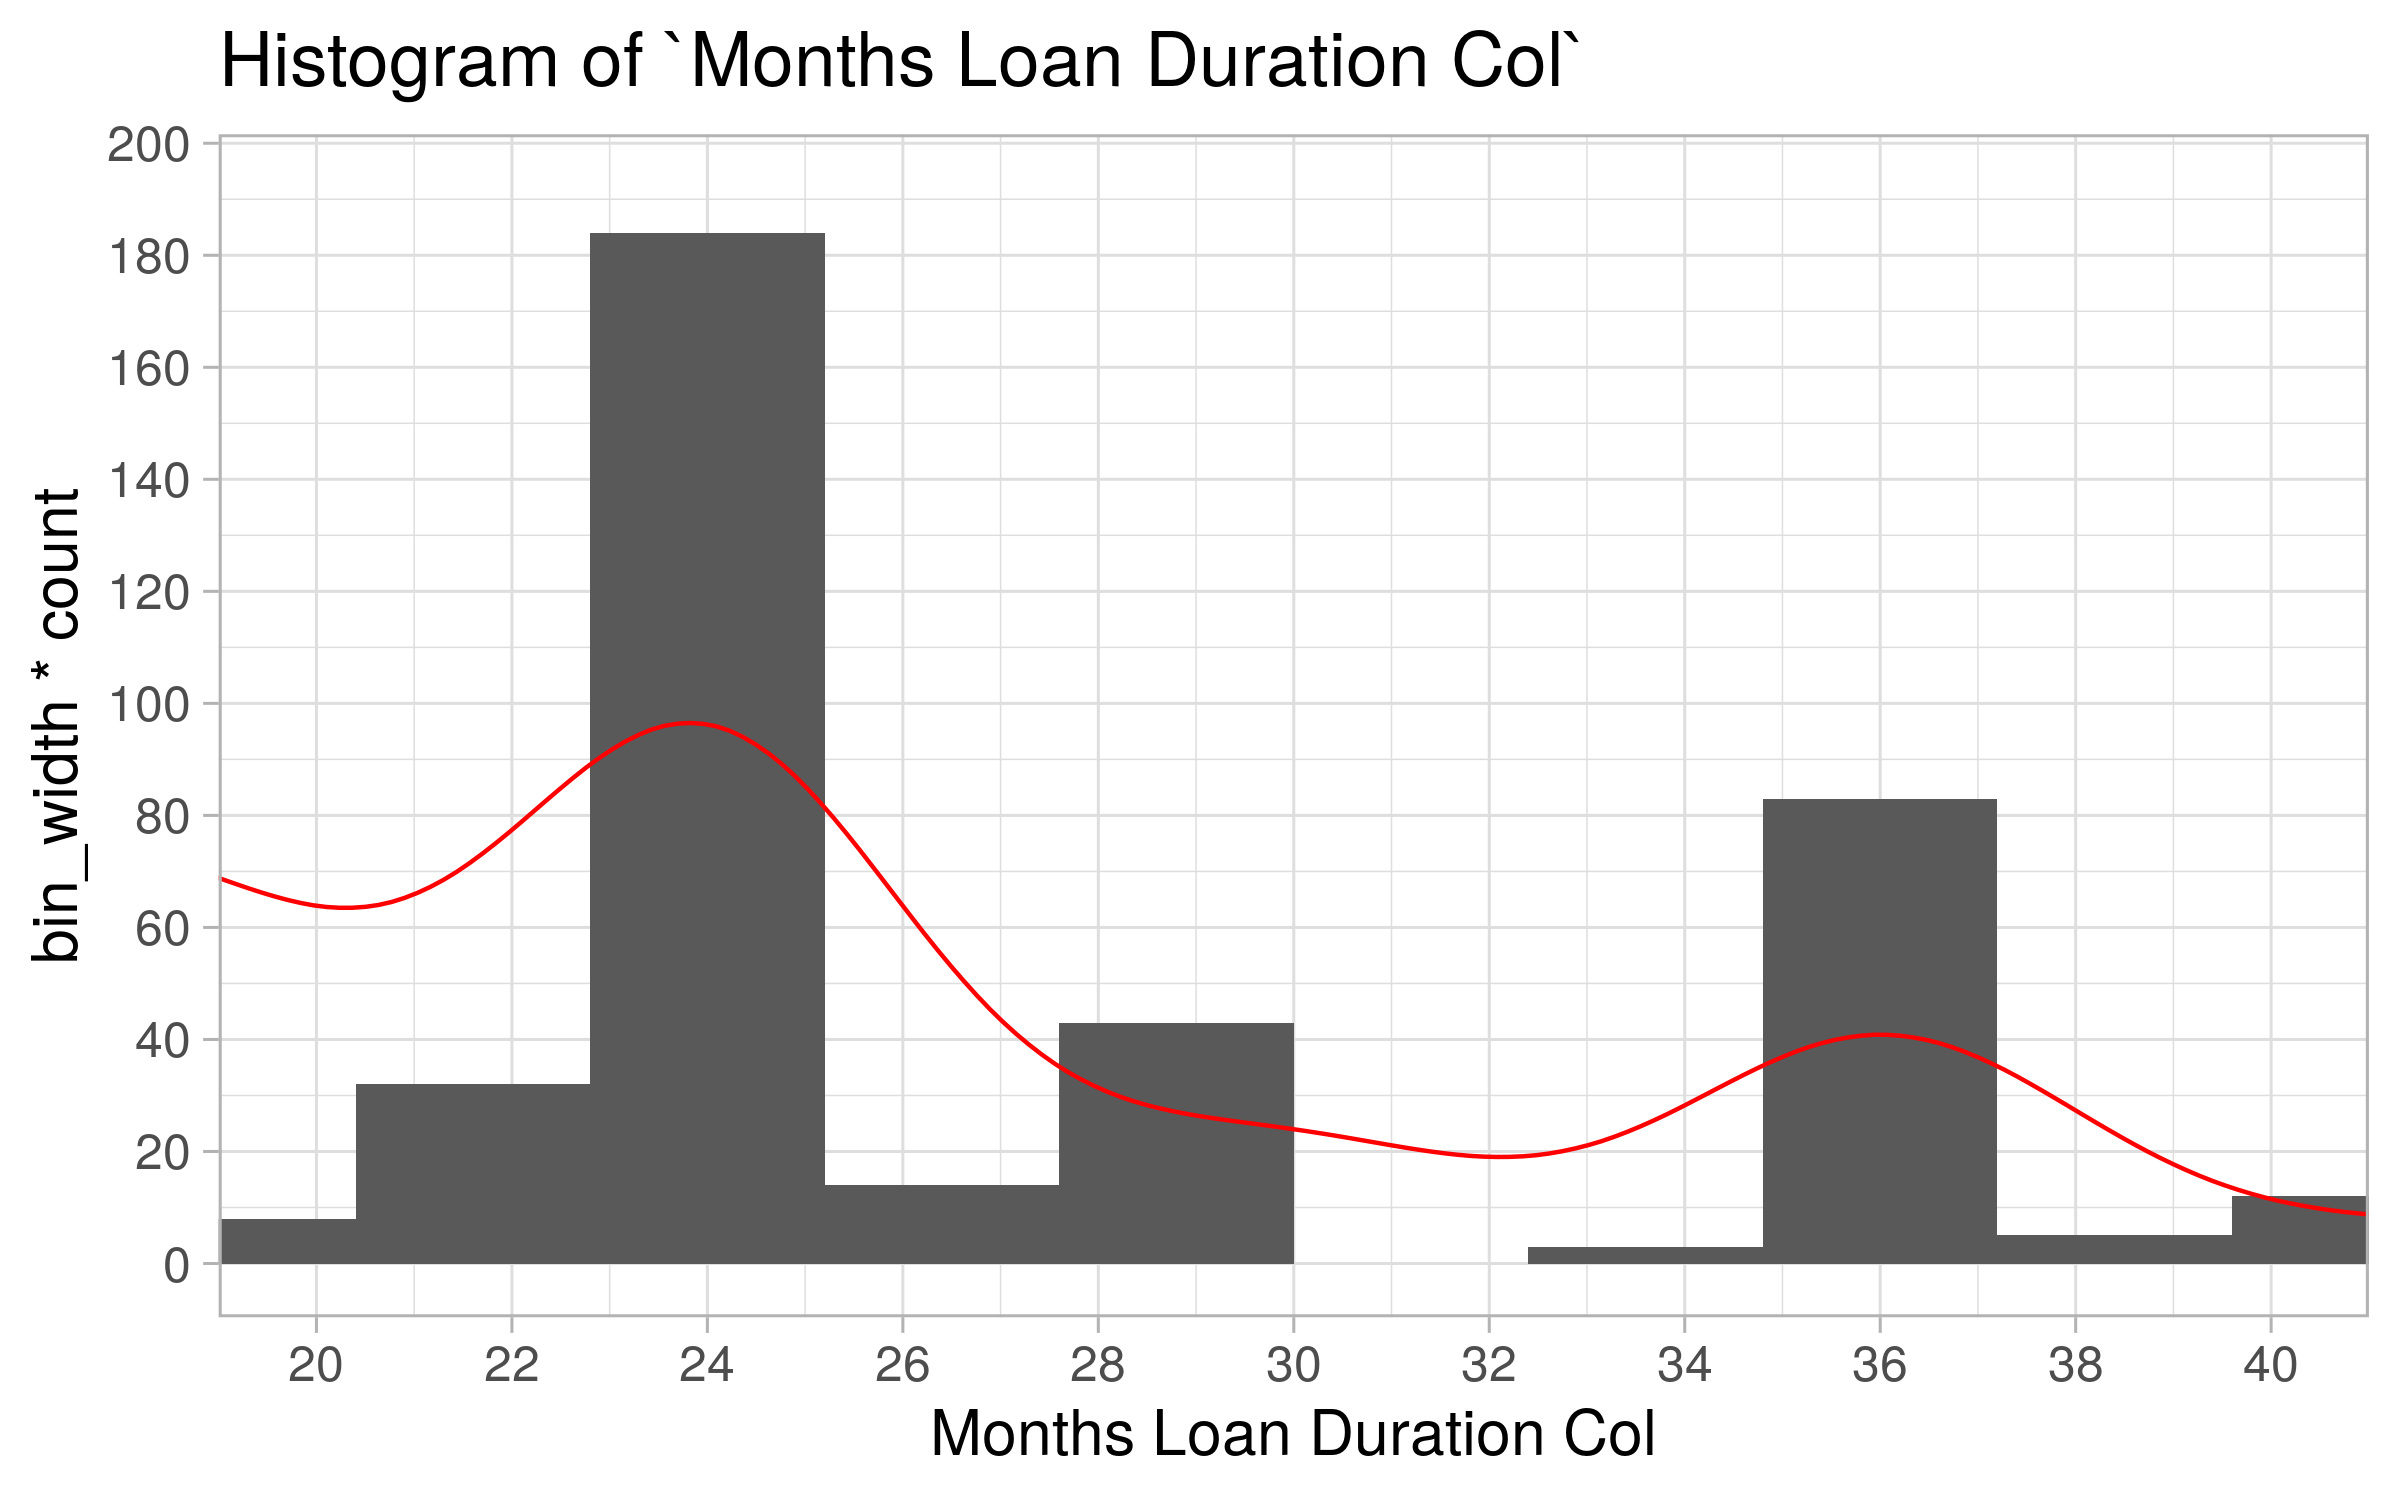 Histogram of `Months Loan Duration Col`
bin_width * count
200
180
160
140
120
100
80
60
40
20
0
20 22 24 26 28 30 32 34 36 38 40
Months Loan Duration Col